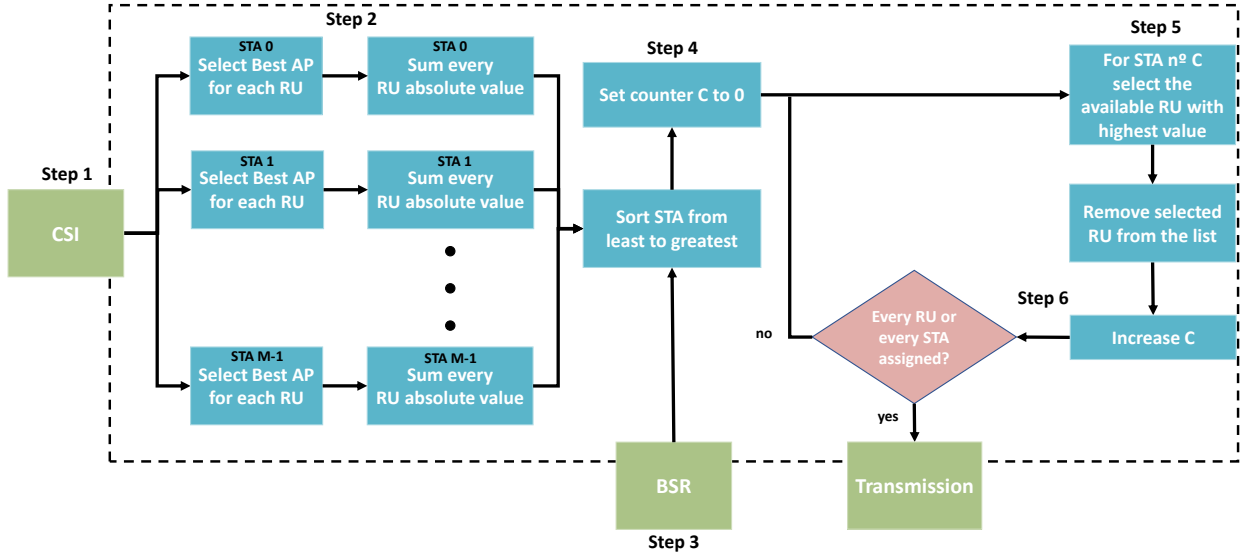 Step 1
CSI
Step 2
STA 0
Select Best AP
for each RU
STA 0
Sum every
RU absolute value
STA 1
Select Best AP
for each RU
STA 1
Sum every
RU absolute value
STA M-1
Select Best AP
for each RU
STA M-1
Sum every
RU absolute value
Step 4
Set counter C to 0
Sort STA from
least to greatest
BSR
Step 3
Step 5
For STA nº C
select the
available RU with
highest value
Remove selected
RU from the list
Step 6
Increase C
Every RU or
every STA
assigned?
no
yes
Transmission